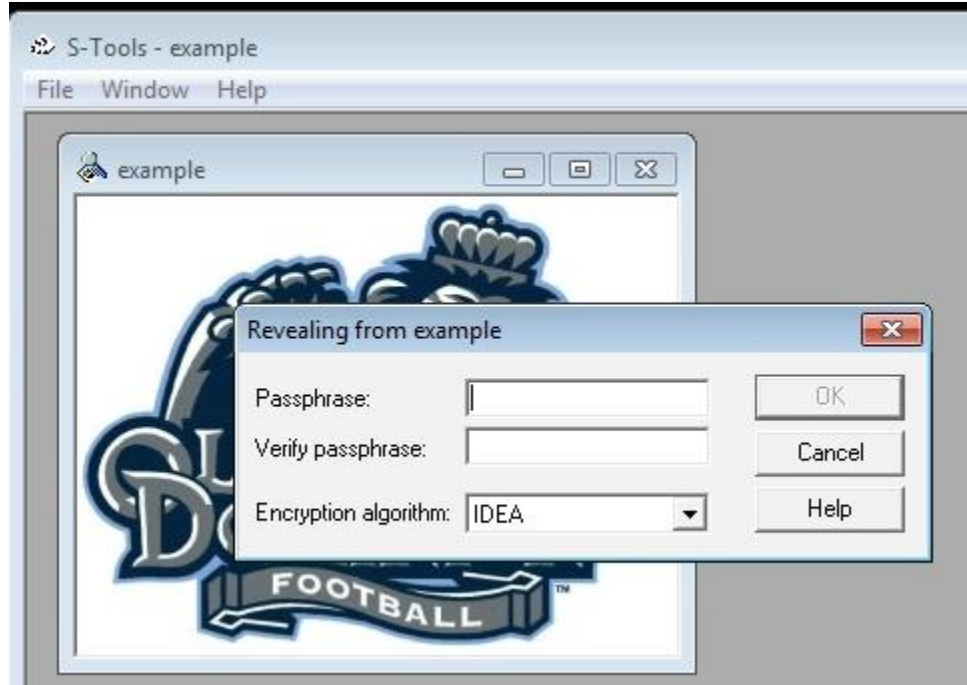 S-Tools - example
File Window Help
example
Revealing from example
Passphrase:
OK
Verify passphrase:
Cancel
Encryption algorithm: IDEA
Help
FOOTBALL
TM